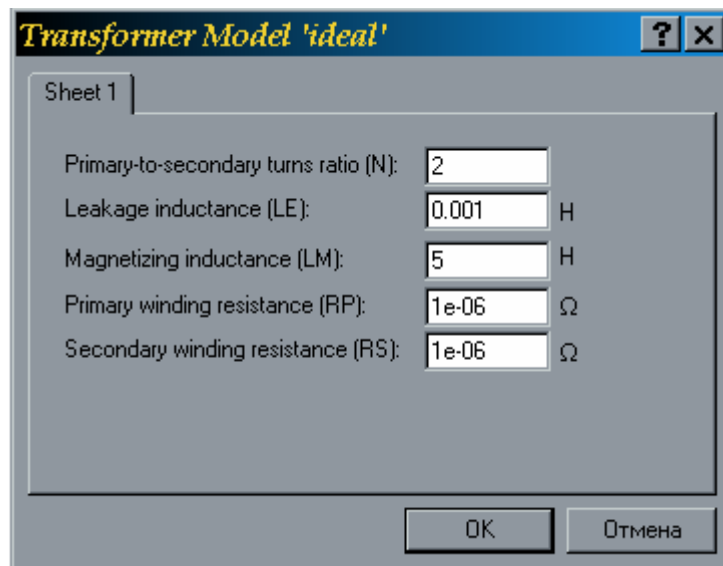 Transformer Model 'ideal'
Sheet 1
Primary-to-secondary turns ratio (N): 2
Leakage inductance (LE): 0.001 H
Magnetizing inductance (LM): 5 H
Primary winding resistance (RP): 1e-06 Ω
Secondary winding resistance (RS): 1e-06 Ω
OK Отмена